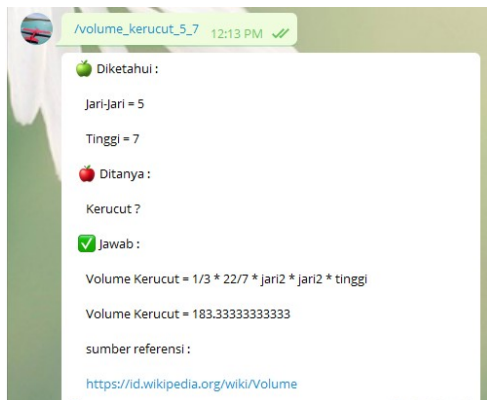 /volume_kerucut_5_7 12:13 PM
Diketahui :
Jari-Jari = 5
Tinggi = 7
Ditanya :
Kerucut ?
Jawab :
Volume Kerucut = 1/3 * 22/7 * jari2 * jari2 * tinggi
Volume Kerucut = 183.33333333333
sumber referensi :
https://id.wikipedia.org/wiki/Volume